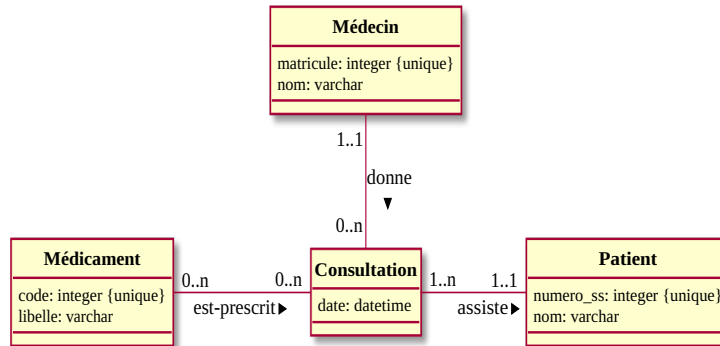 Médecin
matricule: integer {unique}
nom: varchar
1..1
donne
0..n
Médicament
code: integer {unique}
libelle: varchar
0..n
est-prescrit
0..n
Consultation
date: datetime
1..n
assiste
1..1
Patient
numero_ss: integer {unique}
nom: varchar